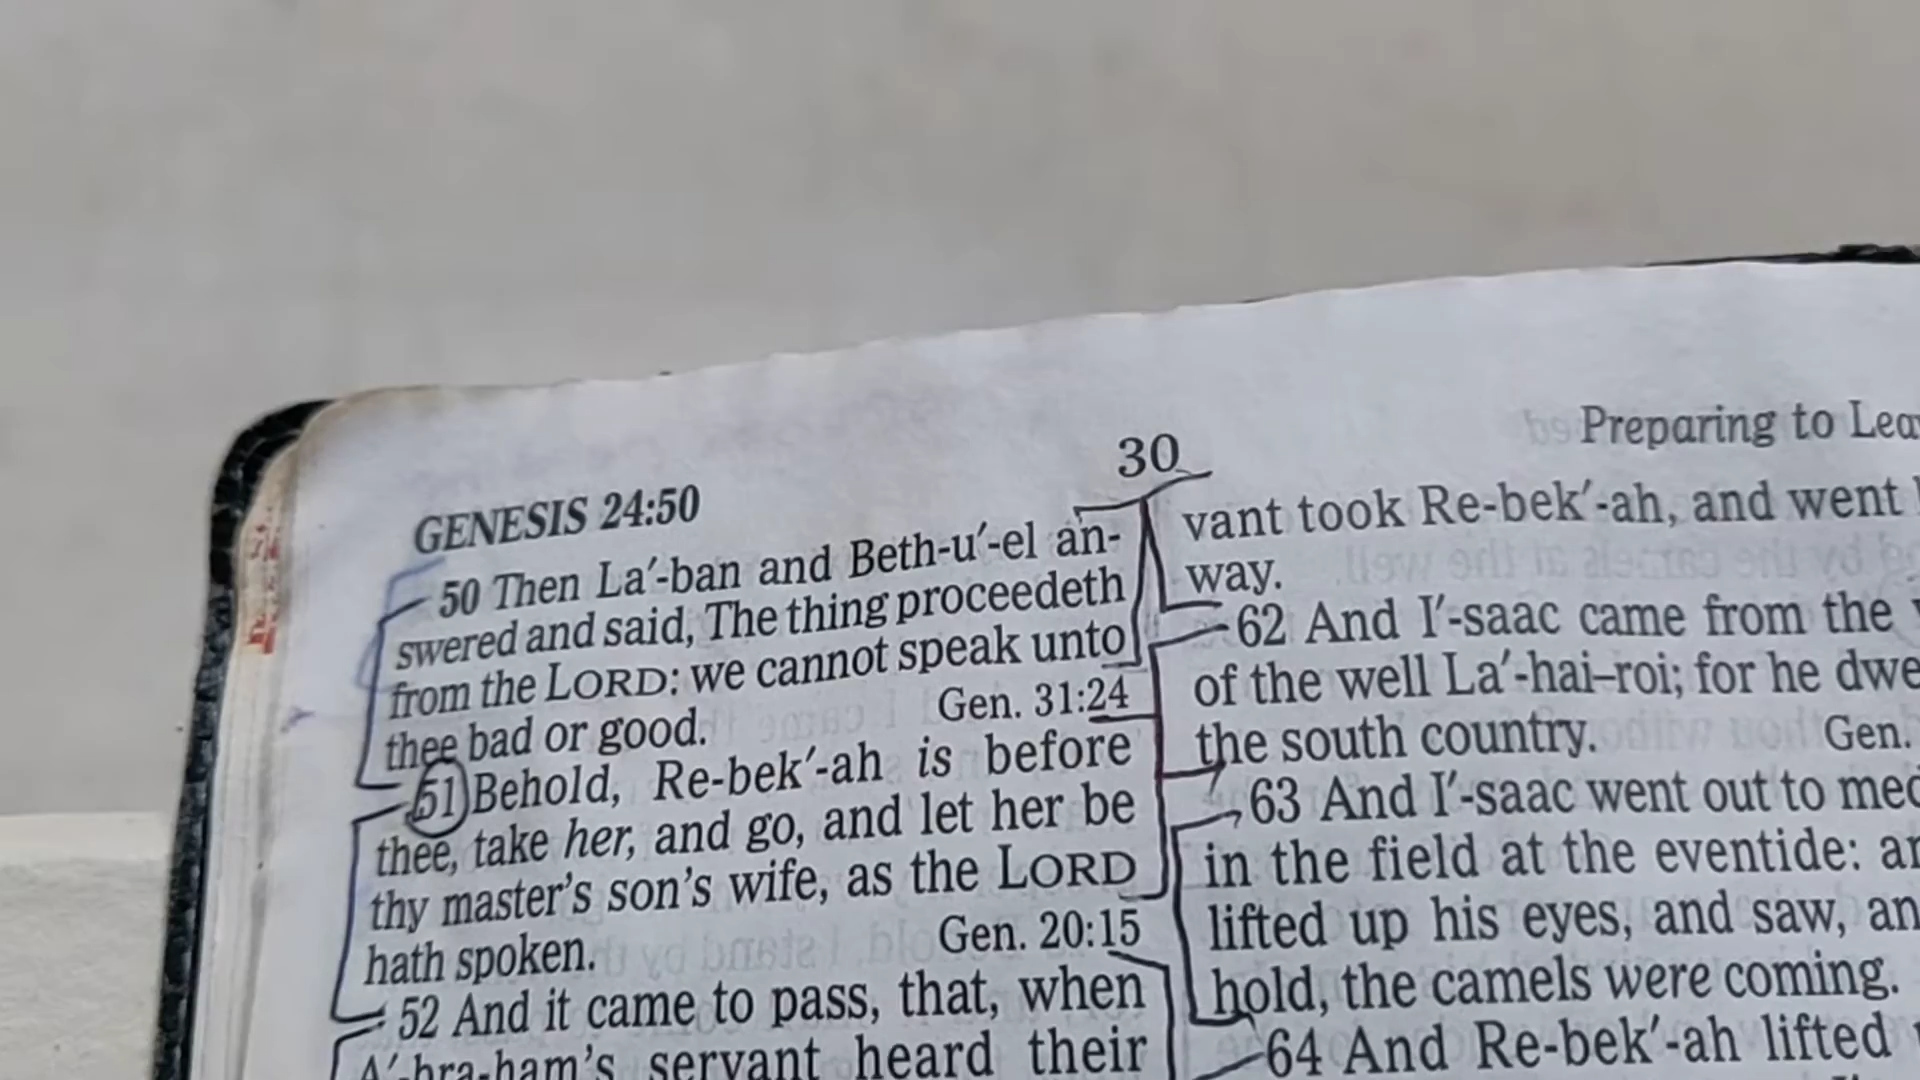 30
Preparing to
GENESIS 24:50
50 Then La′-ban and Beth-u′-el an-
swered and said, The thing proceedeth
from the LORD: we cannot speak unto
thee bad or good. Gen. 31:24
51 Behold, Re-bek′-ah is before
thee, take her, and go, and let her be
thy master's son's wife, as the LORD
hath spoken. Gen. 20:15
52 And it came to pass, that, when
A′-bra-ham's servant heard their
vant took Re-bek′-ah, and went
way.
62 And I′-saac came from the
of the well La′-hai–roi; for he
the south country. Gen.
63 And I′-saac went out to
in the field at the eventide:
lifted up his eyes, and saw,
hold, the camels were coming.
64 And Re-bek′-ah lifted